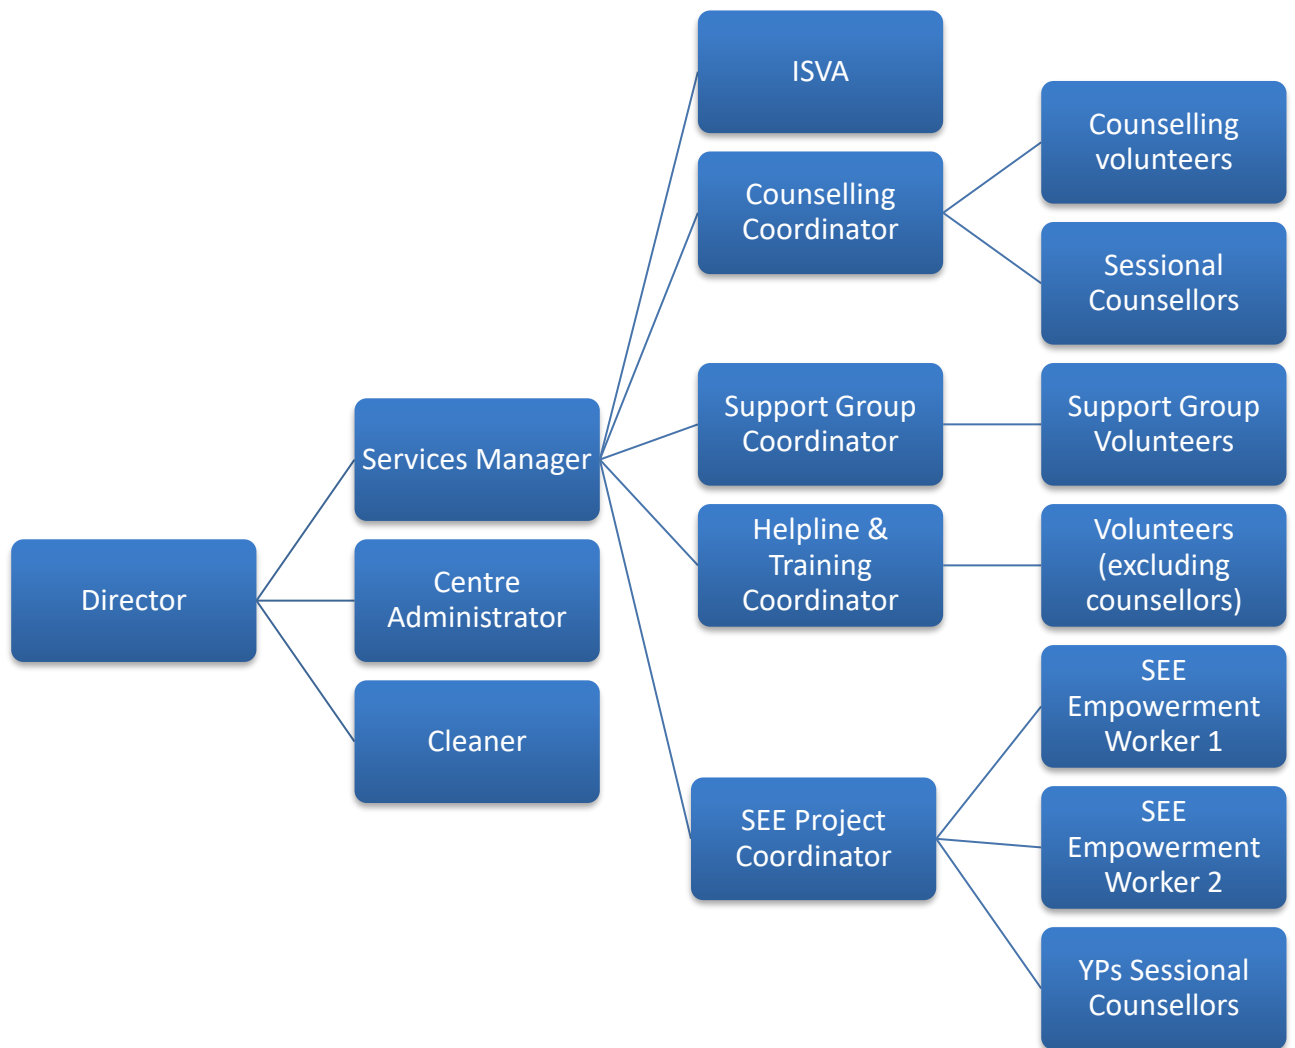 Director
Services Manager
Centre
Administrator
Cleaner
ISVA
Counselling
Coordinator
Support Group
Coordinator
Helpline &
Training
Coordinator
SEE Project
Coordinator
Counselling
volunteers
Sessional
Counsellors
Support Group
Volunteers
Volunteers
(excluding
counsellors)
SEE
Empowerment
Worker 1
SEE
Empowerment
Worker 2
YPs Sessional
Counsellors